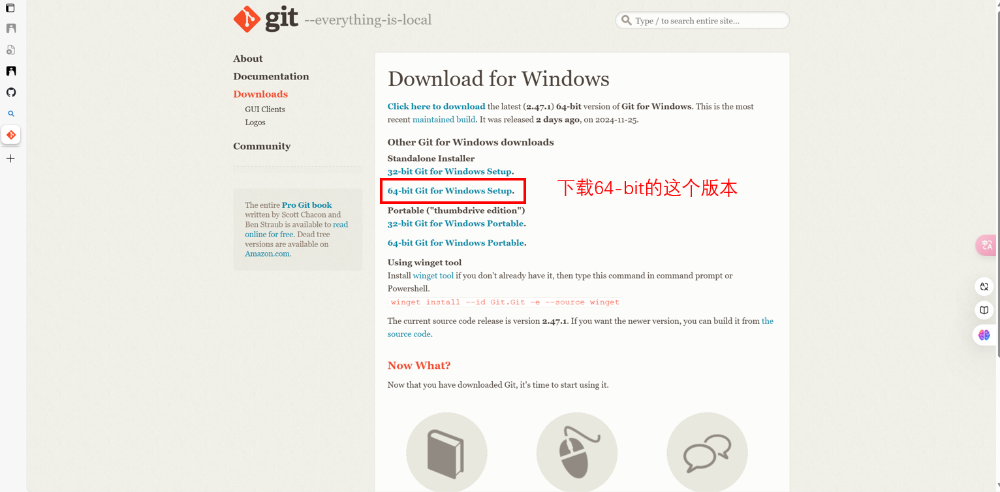 git --everything-is-local
Type / to search entire site...
About
Documentation
Downloads
GUI Clients
Logos
Community
The entire Pro Git book
written by Scott Chacon and
Ben Straub is available to read
online for free. Dead tree
versions are available on
Amazon.com.
Download for Windows
Click here to download the latest (2.47.1) 64-bit version of Git for Windows. This is the most
recent maintained build. It was released 2 days ago, on 2024-11-25.
Other Git for Windows downloads
Standalone Installer
32-bit Git for Windows Setup.
64-bit Git for Windows Setup.
下载64-bit的这个版本
Portable ("thumbdrive edition")
32-bit Git for Windows Portable.
64-bit Git for Windows Portable.
Using winget tool
Install winget tool if you don't already have it, then type this command in command prompt or
Powershell.
winget install --id Git.Git -e --source winget
The current source code release is version 2.47.1. If you want the newer version, you can build it from the
source code.
Now What?
Now that you have downloaded Git, it's time to start using it.